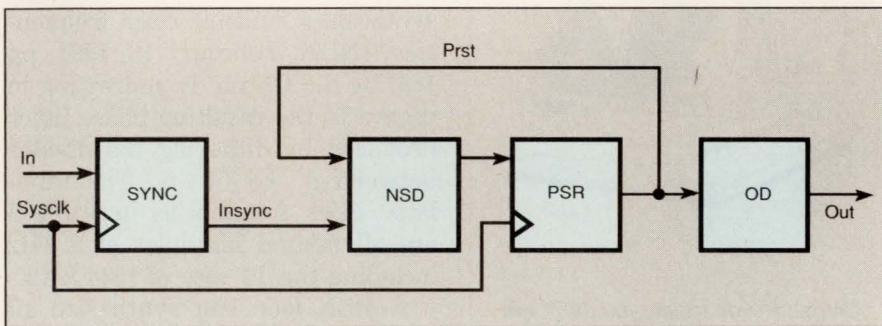 Prst
In
SYNC
NSD
PSR
OD
Sysclk
Insync
Out